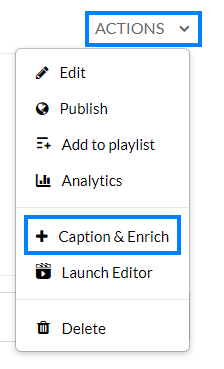 ACTIONS
Edit
Publish
Add to playlist
Analytics
Caption & Enrich
Launch Editor
Delete